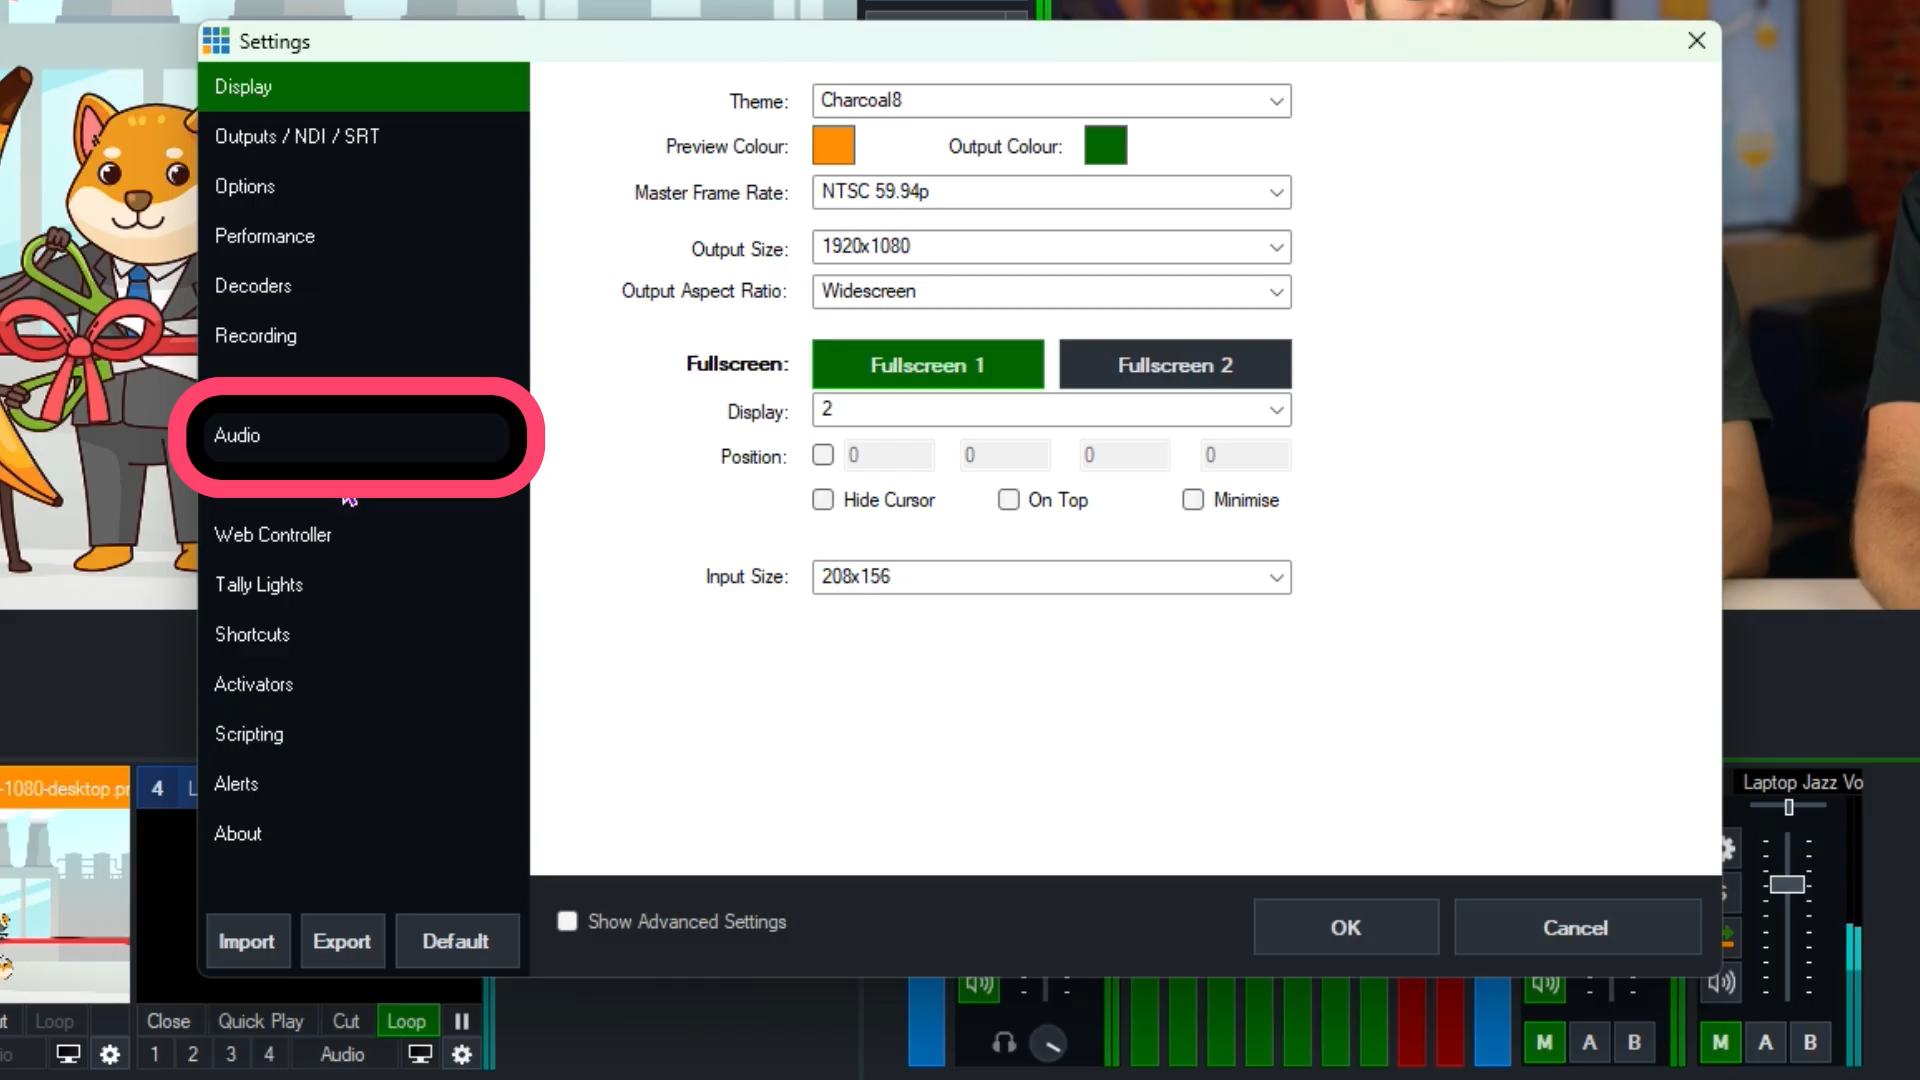 Settings
Display
Outputs / NDI / SRT
Options
Performance
Decoders
Recording
Audio
Web Controller
Tally Lights
Shortcuts
Activators
Scripting
Alerts
About
Import Export Default
Theme: Charcoal8
Preview Colour: Output Colour:
Master Frame Rate: NTSC 59.94p
Output Size: 1920x1080
Output Aspect Ratio: Widescreen
Fullscreen: Fullscreen 1 Fullscreen 2
Display: 2
Position: 0 0 0 0
Hide Cursor On Top Minimise
Input Size: 208x156
Show Advanced Settings
OK Cancel
-1080-desktop.pr 4 L
Laptop Jazz Vo
Loop Close Quick Play Cut Loop
1 2 3 4 Audio
M A B
M A B